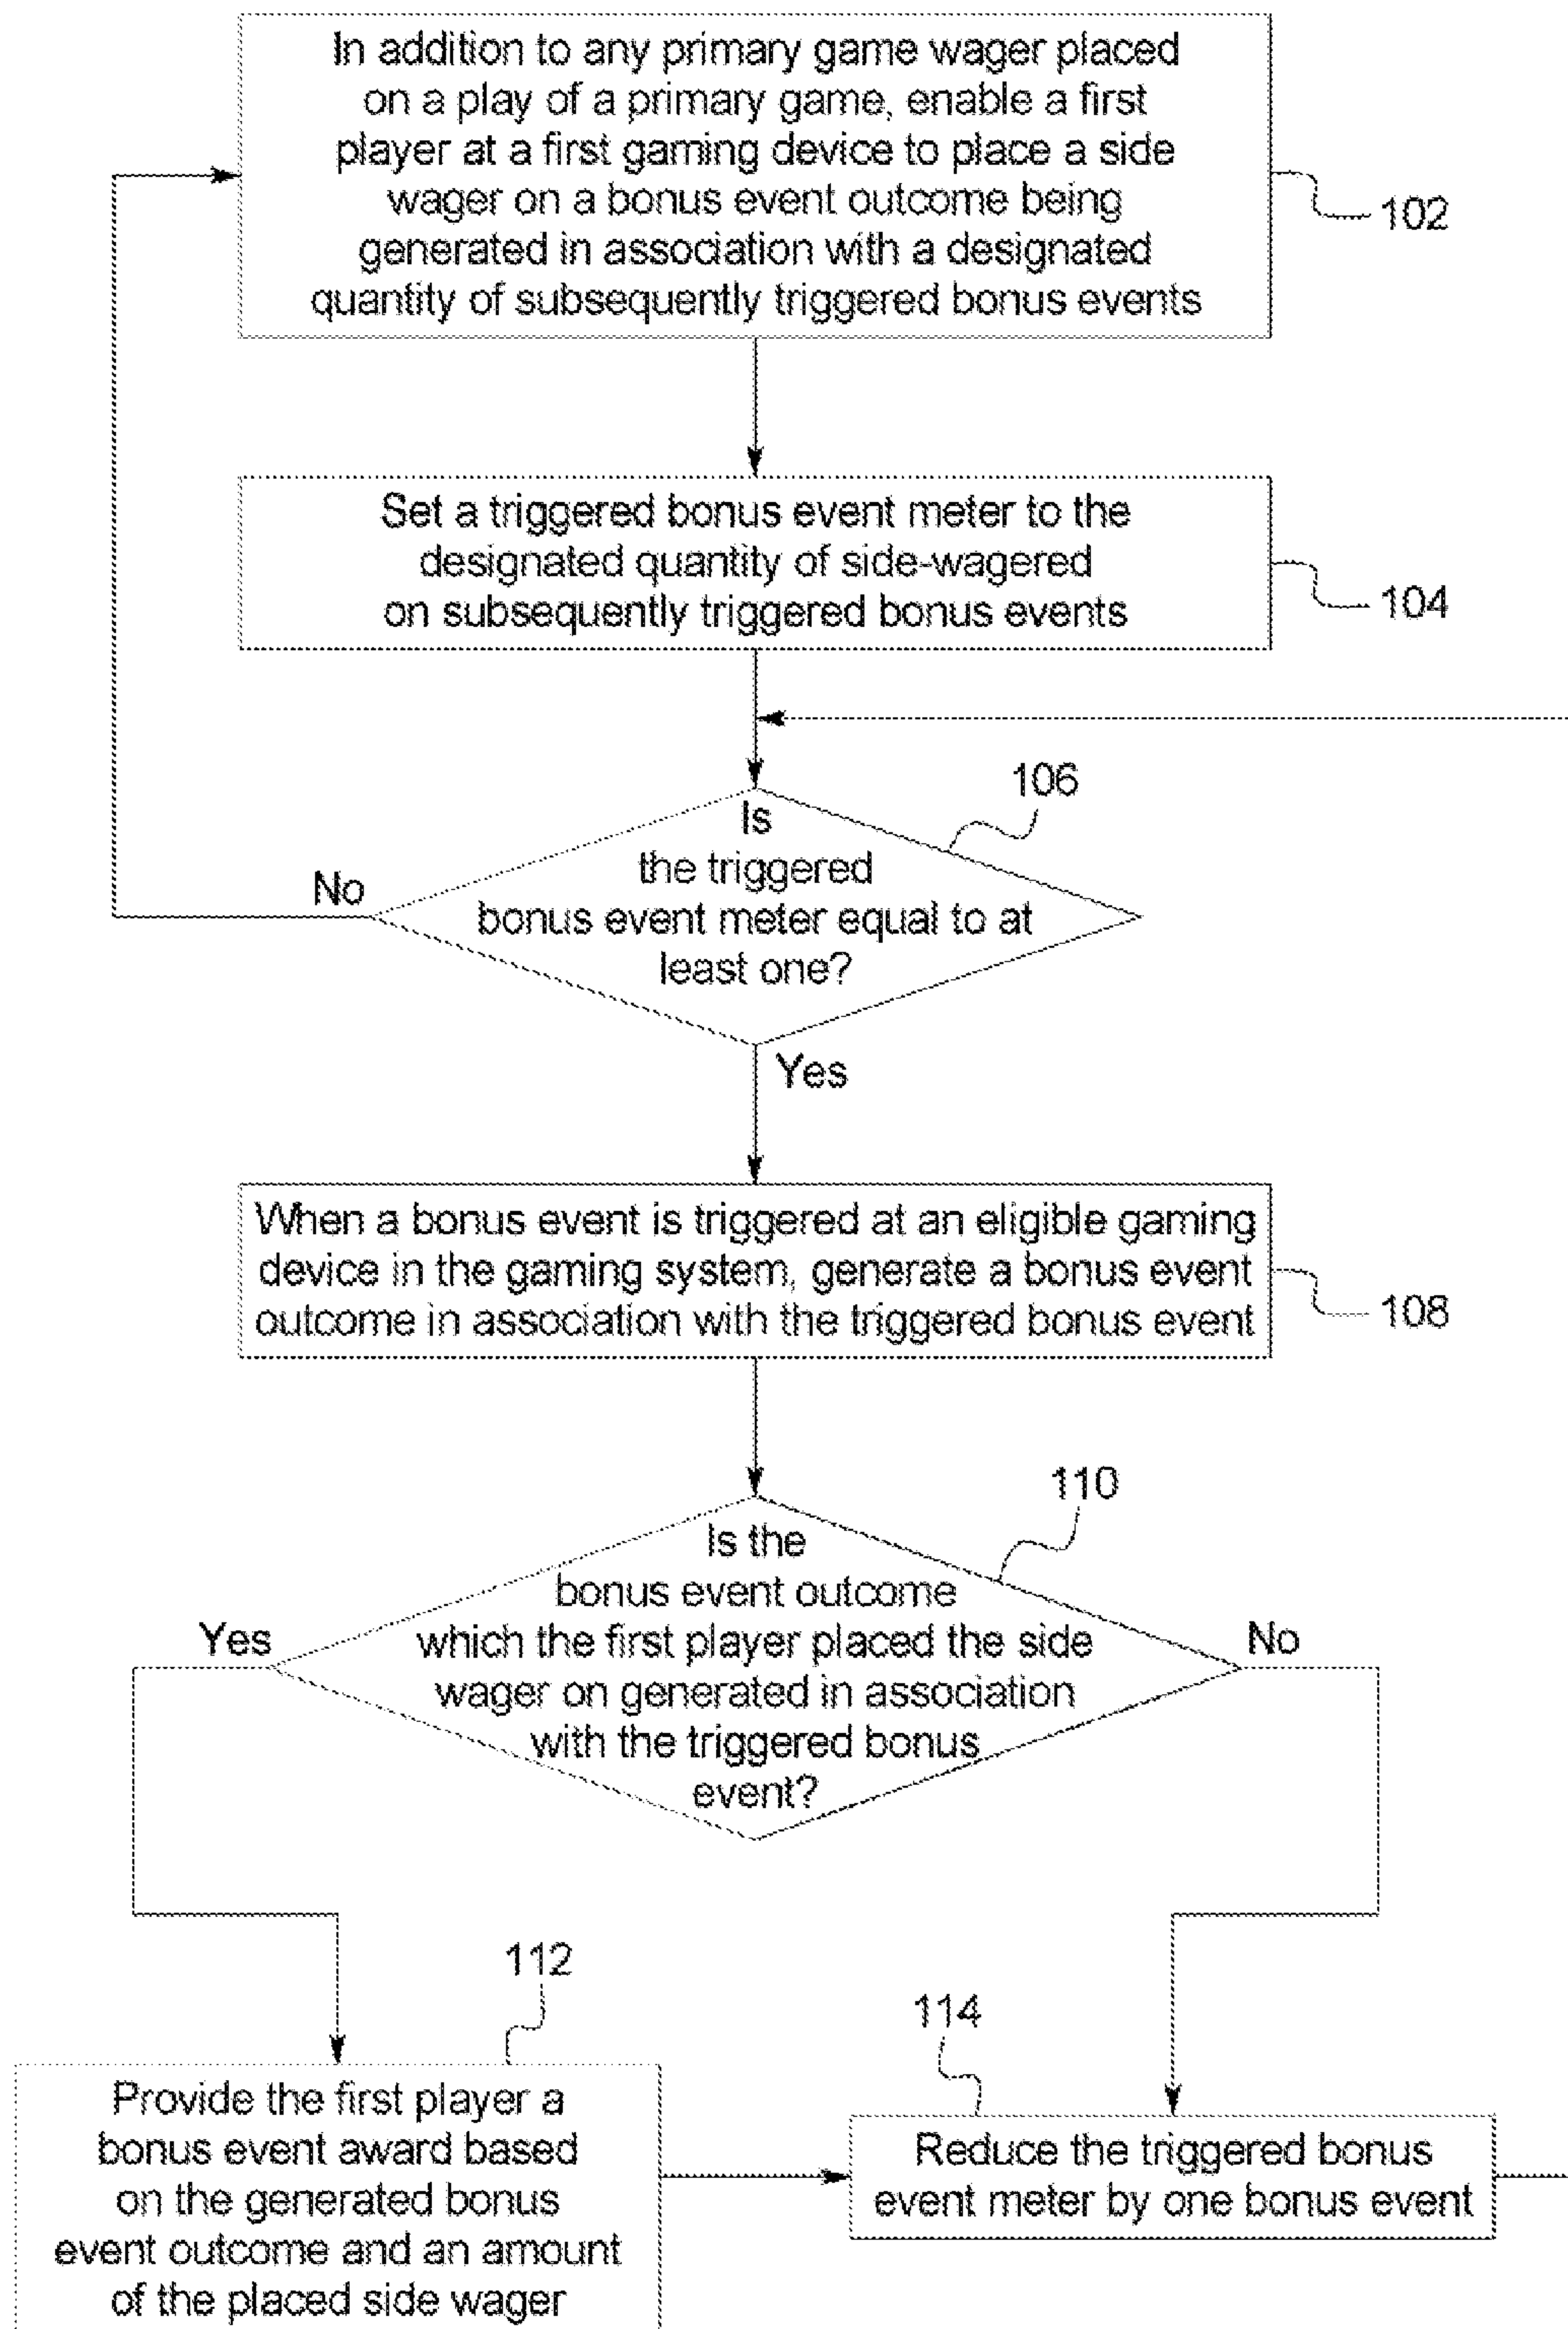 In addition to any primary game wager placed
on a play of a primary game, enable a first
player at a first gaming device to place a side
wager on a bonus event outcome being
generated in association with a designated
quantity of subsequently triggered bonus events
102
Set a triggered bonus event meter to the
designated quantity of side-wagered
on subsequently triggered bonus events
104
106
Is
the triggered
bonus event meter equal to at
least one?
No
Yes
When a bonus event is triggered at an eligible gaming
device in the gaming system, generate a bonus event
outcome in association with the triggered bonus event
108
110
Is the
bonus event outcome
which the first player placed the side
wager on generated in association
with the triggered bonus
event?
Yes
No
112
Provide the first player a
bonus event award based
on the generated bonus
event outcome and an amount
of the placed side wager
114
Reduce the triggered bonus
event meter by one bonus event